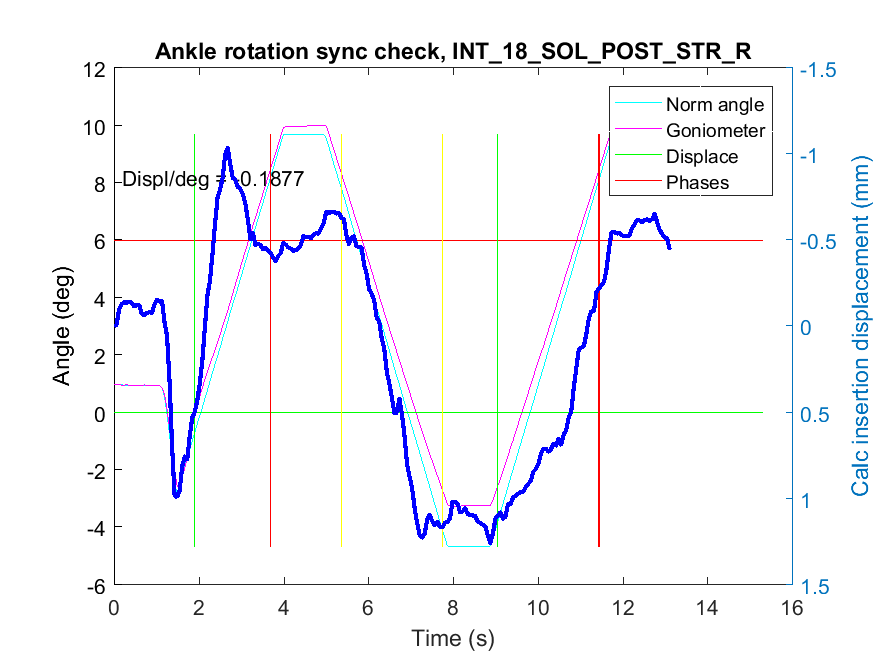 Ankle rotation sync check, INT_18_SOL_POST_STR_R
12
10
8
6
4
2
0
-2
-4
-6
Angle (deg)
Displ/deg = -0.1877
Norm angle
Goniometer
Displace
Phases
-1.5
-1
-0.5
0
0.5
1
1.5
Calc insertion displacement (mm)
0
2
4
6
8
10
12
14
16
Time (s)